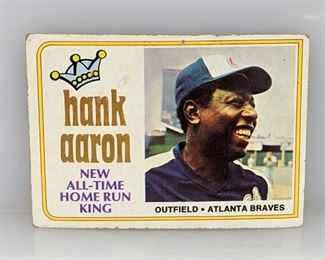 hank
aaron
NEW
ALL-TIME
HOME RUN
KING
OUTFIELD • ATLANTA BRAVES